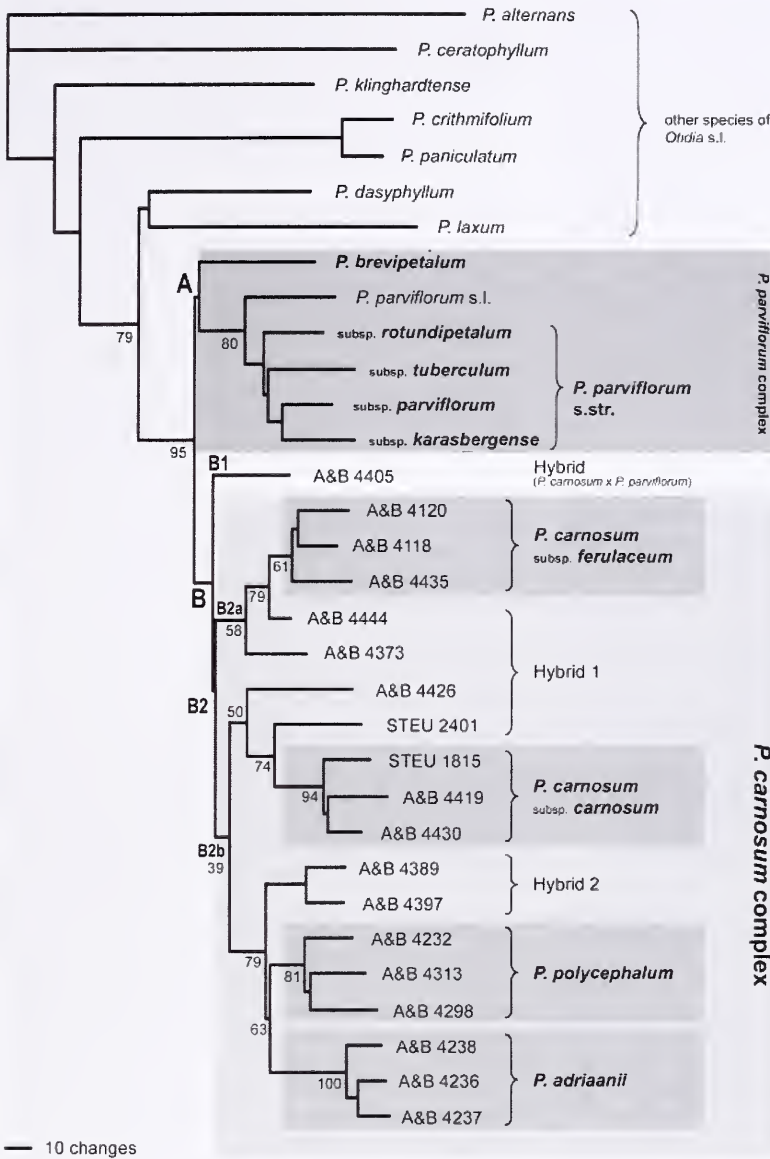 P. alternans
P. ceratophyllum
P. klinghardtense
P. crithmifolium
P. paniculatum
other species of
Otidia s.l.
P. dasyphyllum
P. laxum
A
P. brevipetalum
P. parviflorum s.l.
79
80
subsp. rotundipetalum
subsp. tuberculum
subsp. parviflorum
subsp. karasbergense
P. parviflorum
s.str.
P. parviflorum complex
95
B1
A&B 4405
Hybrid
(P. carnosum x P. parviflorum)
A&B 4120
A&B 4118
A&B 4435
P. carnosum
subsp. ferulaceum
61
79
B
B2a
58
A&B 4444
A&B 4373
A&B 4426
STEU 2401
Hybrid 1
B2
50
74
STEU 1815
A&B 4419
A&B 4430
94
P. carnosum
subsp. carnosum
B2b
39
A&B 4389
A&B 4397
Hybrid 2
79
A&B 4232
A&B 4313
A&B 4298
81
P. polycephalum
63
A&B 4238
A&B 4236
A&B 4237
100
P. adriaanii
P. carnosum complex
10 changes